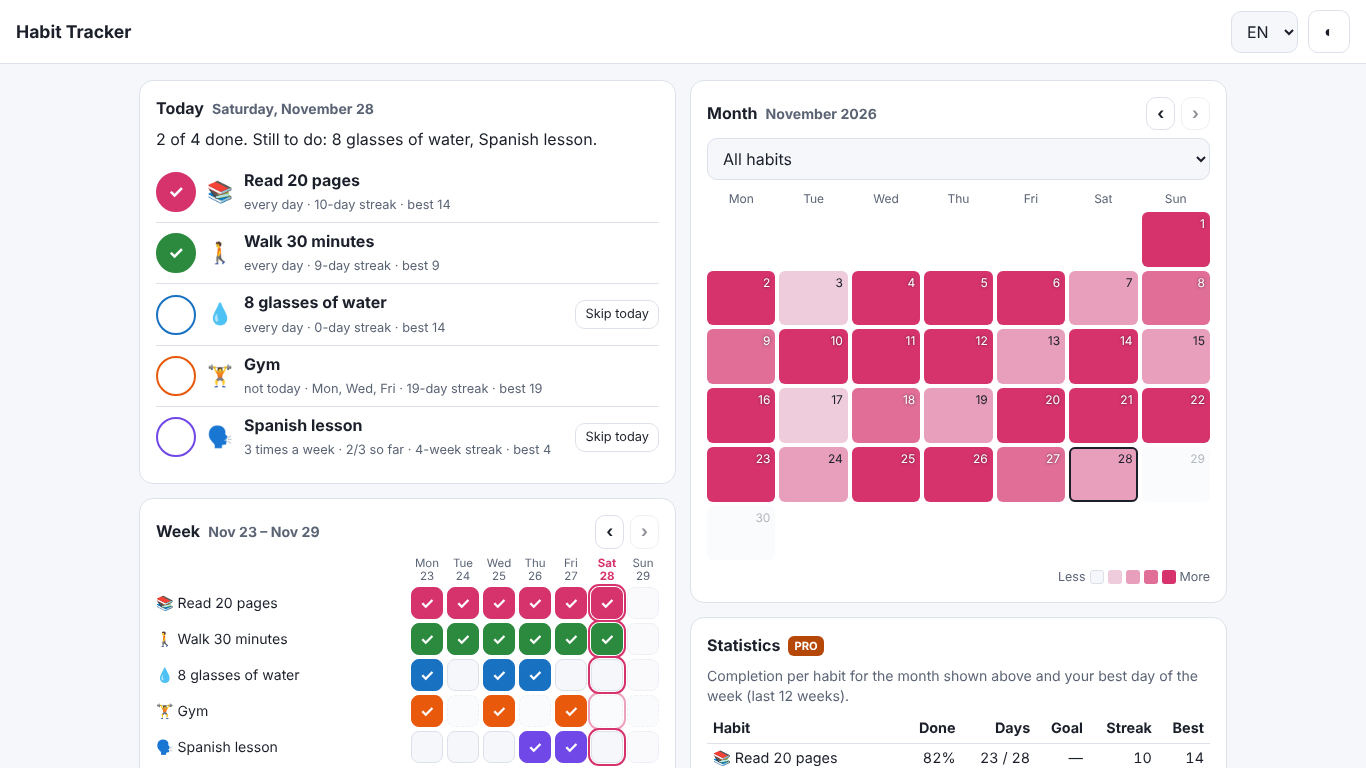 Habit Tracker
EN
Today Saturday, November 28
2 of 4 done. Still to do: 8 glasses of water, Spanish lesson.
Read 20 pages
every day · 10-day streak · best 14
Walk 30 minutes
every day · 9-day streak · best 9
8 glasses of water
every day · 0-day streak · best 14
Skip today
Gym
not today · Mon, Wed, Fri · 19-day streak · best 19
Spanish lesson
3 times a week · 2/3 so far · 4-week streak · best 4
Skip today
Week Nov 23 – Nov 29
‹ ›
Mon Tue Wed Thu Fri Sat Sun
23 24 25 26 27 28 29
Read 20 pages
Walk 30 minutes
8 glasses of water
Gym
Spanish lesson
Month November 2026
‹ ›
All habits
Mon Tue Wed Thu Fri Sat Sun
1
2 3 4 5 6 7 8
9 10 11 12 13 14 15
16 17 18 19 20 21 22
23 24 25 26 27 28 29
30
Less More
Statistics PRO
Completion per habit for the month shown above and your best day of the
week (last 12 weeks).
Habit Done Days Goal Streak Best
Read 20 pages 82% 23 / 28 — 10 14